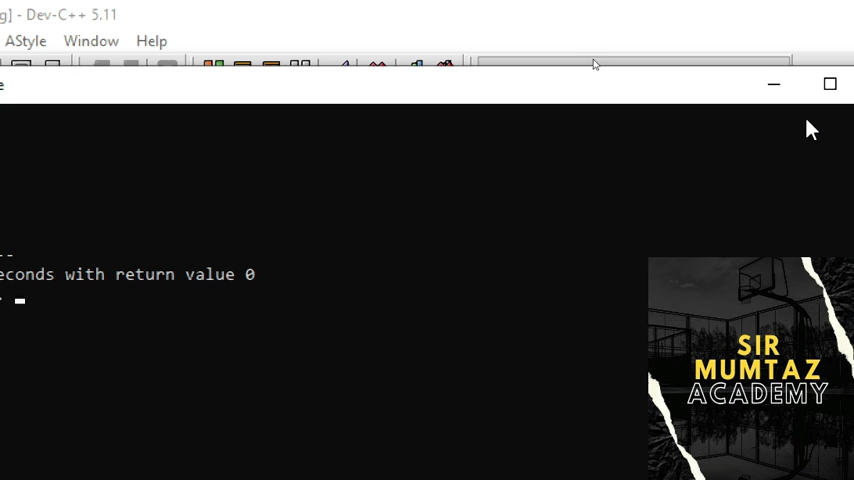 g] - Dev-C++ 5.11
AStyle Window Help
e
--
econds with return value 0
SIR
MUMTAZ
ACADEMY